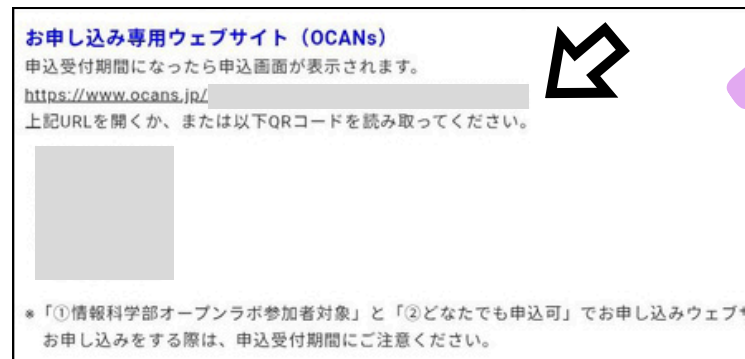 お申し込み専用ウェブサイト（OCANs）
申込受付期間になったら申込画面が表示されます。
https://www.ocans.jp/
上記URLを開くか、または以下QRコードを読み取ってください。
※「①情報科学部オープンラボ参加者対象」と「②どなたでも申込可」でお申し込みウェブサ
お申し込みをする際は、申込受付期間にご注意ください。